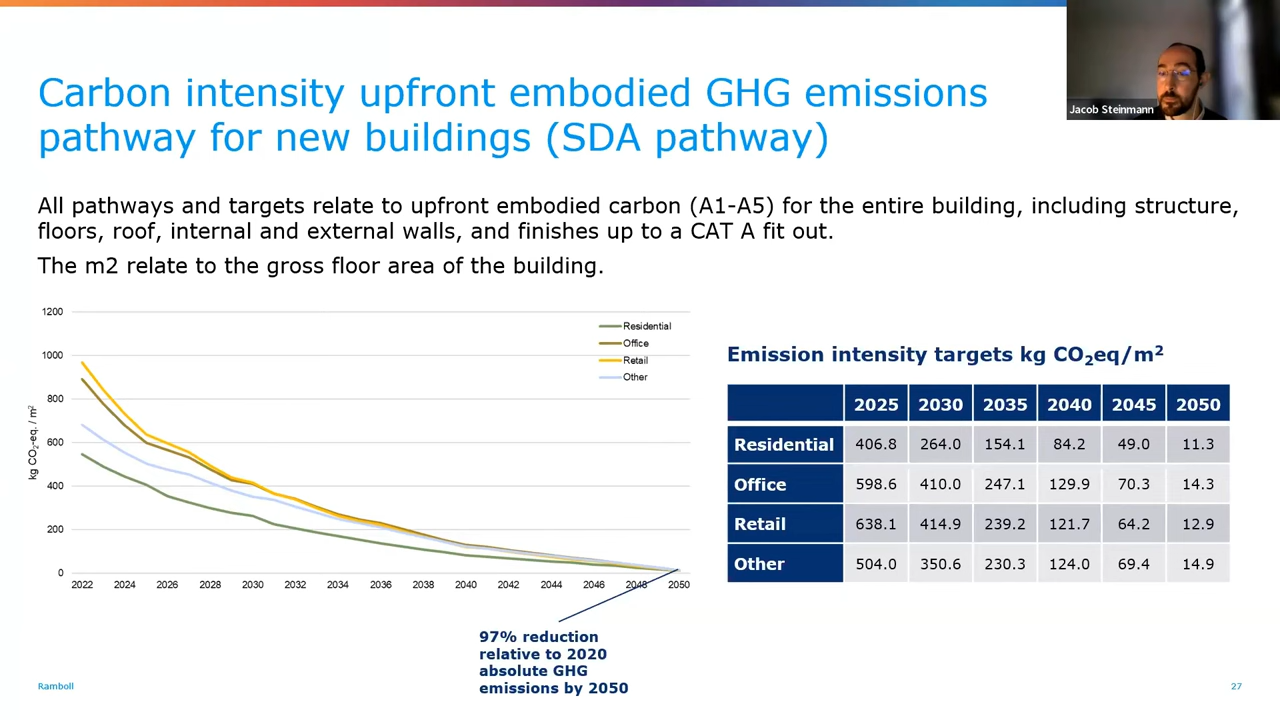 Jacob Steinmann
Carbon intensity upfront embodied GHG emissions
pathway for new buildings (SDA pathway)
All pathways and targets relate to upfront embodied carbon (A1-A5) for the entire building, including structure,
floors, roof, internal and external walls, and finishes up to a CAT A fit out.
The m2 relate to the gross floor area of the building.
kg CO₂-eq. / m²
1200
1000
800
600
400
200
0
2022 2024 2026 2028 2030 2032 2034 2036 2038 2040 2042 2044 2046 2048 2050
Residential
Office
Retail
Other
97% reduction
relative to 2020
absolute GHG
emissions by 2050
Emission intensity targets kg CO₂eq/m²
2025 2030 2035 2040 2045 2050
Residential 406.8 264.0 154.1 84.2 49.0 11.3
Office 598.6 410.0 247.1 129.9 70.3 14.3
Retail 638.1 414.9 239.2 121.7 64.2 12.9
Other 504.0 350.6 230.3 124.0 69.4 14.9
Ramboll
27